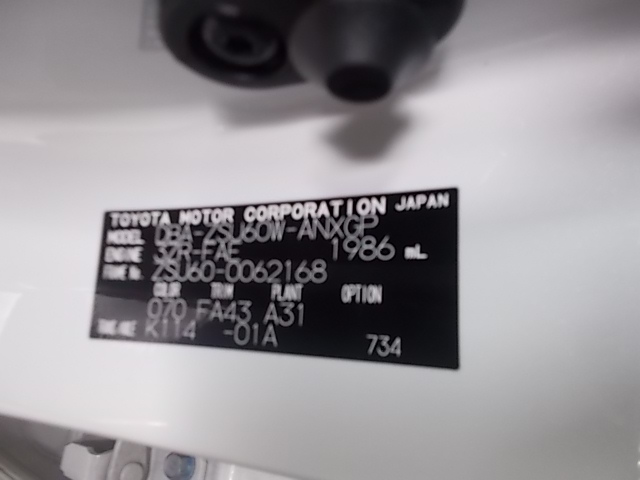 TOYOTA MOTOR CORPORATION JAPAN
MODEL DBA-ZSU60W-ANXGP
ENGINE 3ZR-FAE 1986 mL
FRAME No. ZSU60-0062168
COLOR TRIM PLANT OPTION
070 FA43 A31
TRANS./AXLE K114 -01A
734